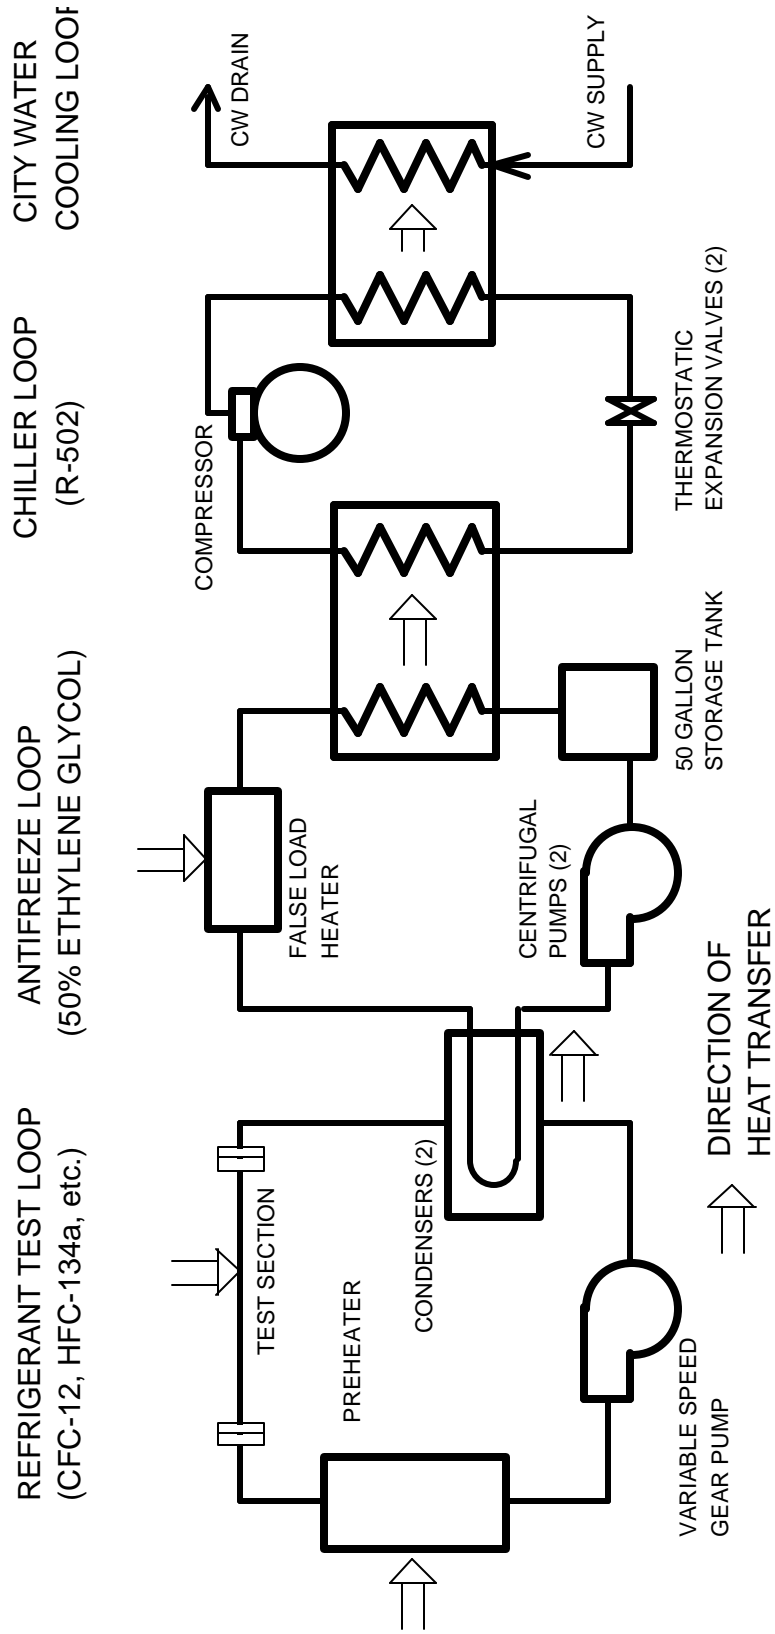 REFRIGERANT TEST LOOP
(CFC-12, HFC-134a, etc.)
ANTIFREEZE LOOP
(50% ETHYLENE GLYCOL)
CHILLER LOOP
(R-502)
CITY WATER
COOLING LOOP
TEST SECTION
PREHEATER
CONDENSERS (2)
VARIABLE SPEED
GEAR PUMP
FALSE LOAD
HEATER
CENTRIFUGAL
PUMPS (2)
50 GALLON
STORAGE TANK
COMPRESSOR
THERMOSTATIC
EXPANSION VALVES (2)
CW DRAIN
CW SUPPLY
DIRECTION OF
HEAT TRANSFER